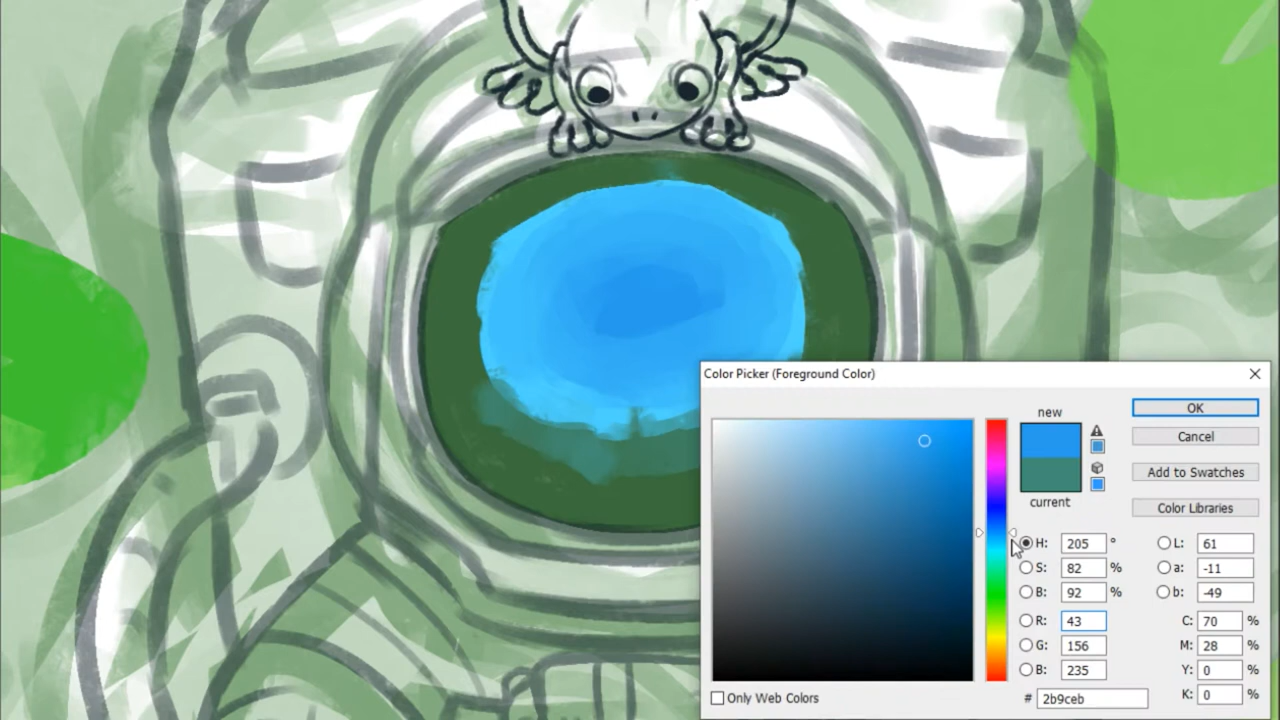 Color Picker (Foreground Color)
new
current
OK
Cancel
Add to Swatches
Color Libraries
H: 205 °
S: 82 %
B: 92 %
R: 43
G: 156
B: 235
L: 61
a: -11
b: -49
C: 70 %
M: 28 %
Y: 0 %
K: 0 %
Only Web Colors
# 2b9ceb